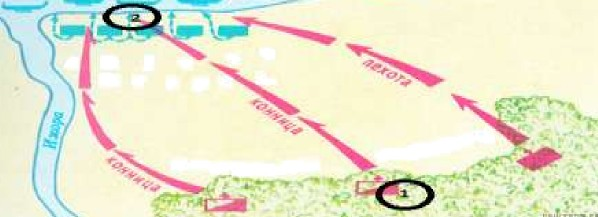 2
пехота
конница
Ижора
конница
1